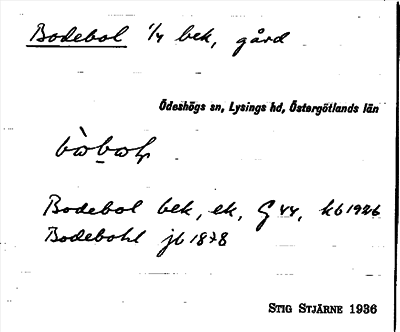 Bodebol 1/4 bek, gård
Ödeshögs sn, Lysings hd, Östergötlands län
Bodebol bek, ek, G 44, kb 1926
Bodebohl jb 1878
STIG STJÄRNE 1936